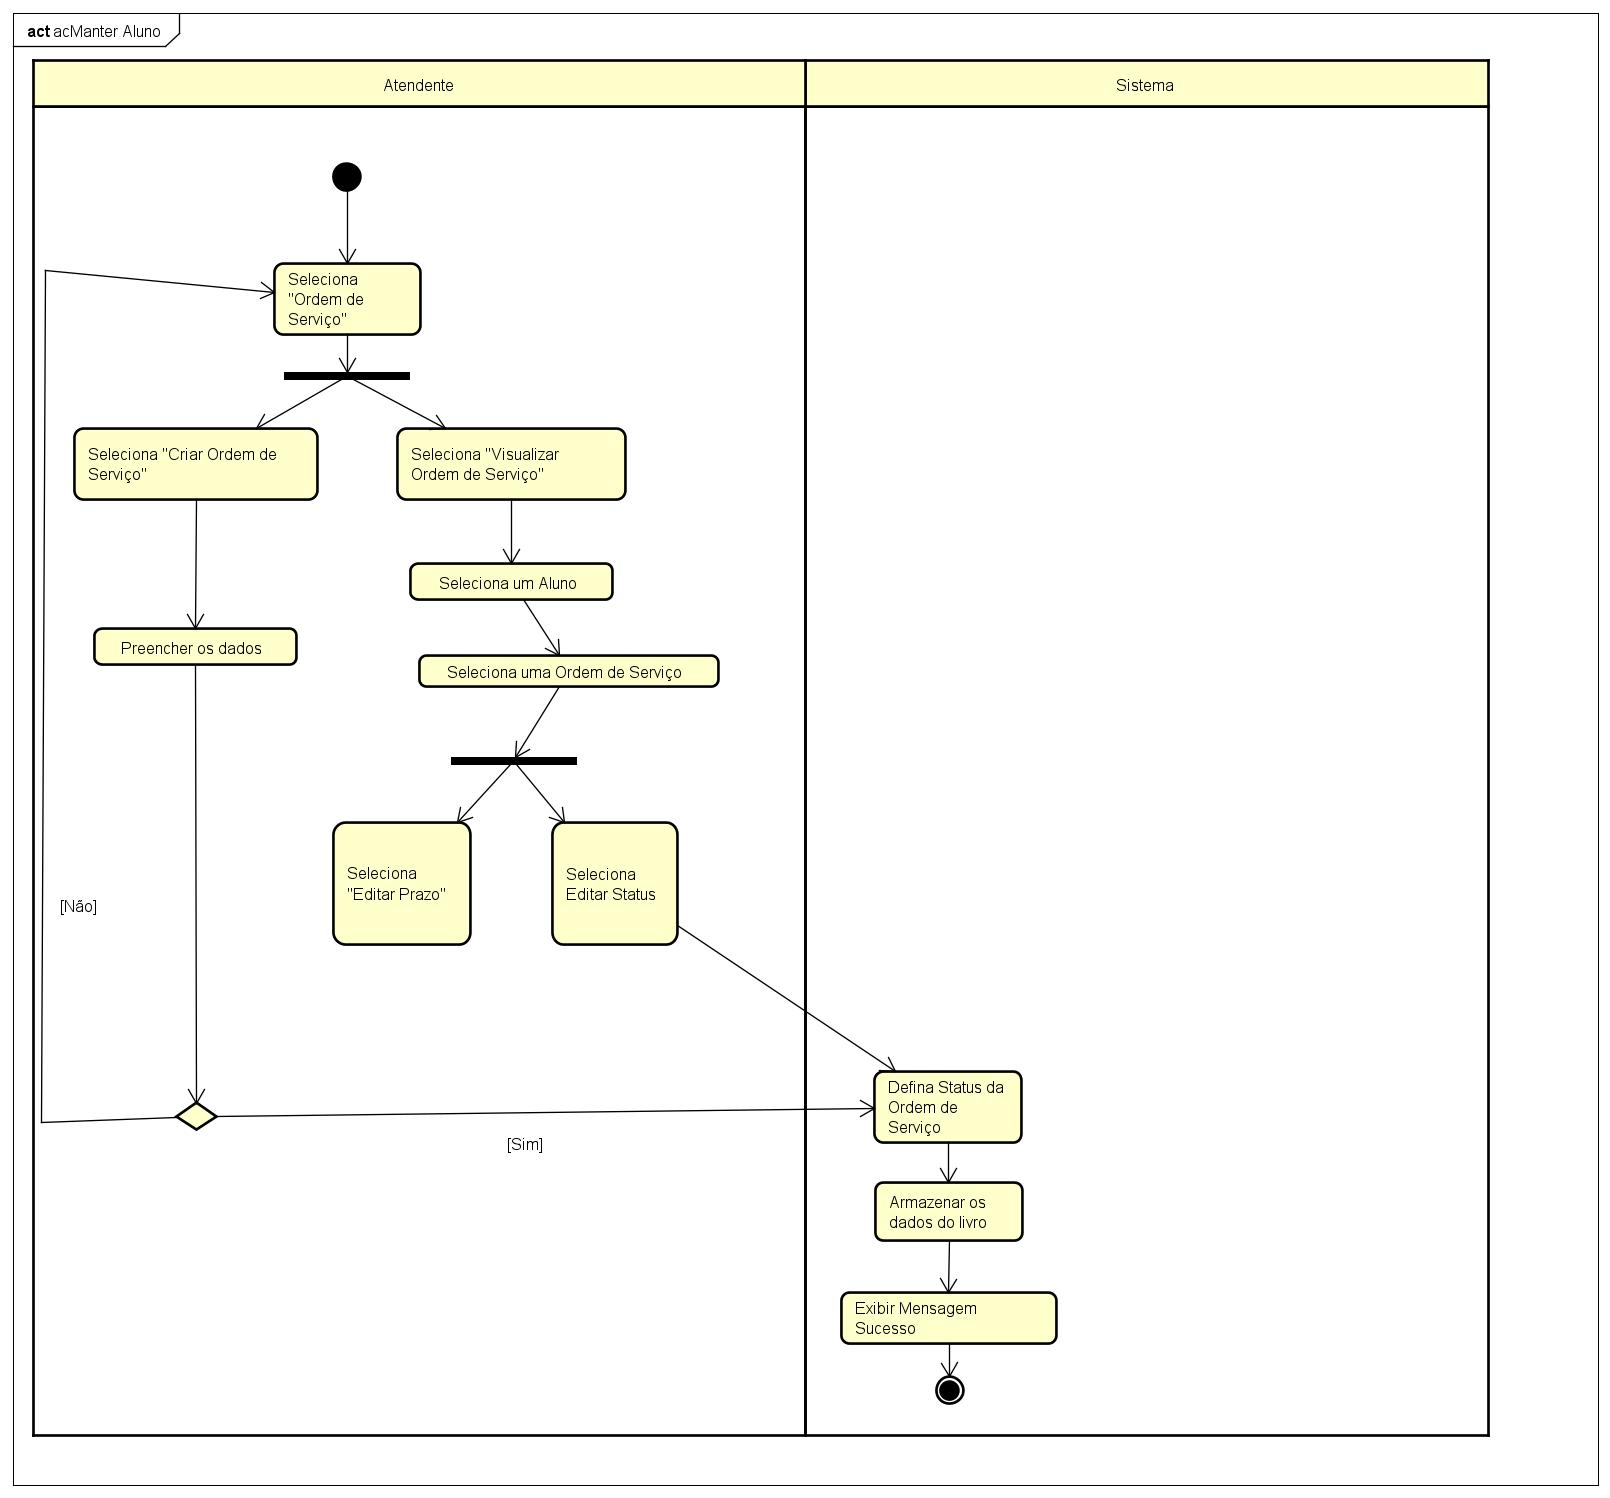 act acManter Aluno
Atendente
Sistema
Seleciona
"Ordem de
Serviço"
Seleciona "Criar Ordem de
Serviço"
Seleciona "Visualizar
Ordem de Serviço"
Seleciona um Aluno
Preencher os dados
Seleciona uma Ordem de Serviço
Seleciona
"Editar Prazo"
Seleciona
Editar Status
[Não]
Defina Status da
Ordem de
Serviço
[Sim]
Armazenar os
dados do livro
Exibir Mensagem
Sucesso